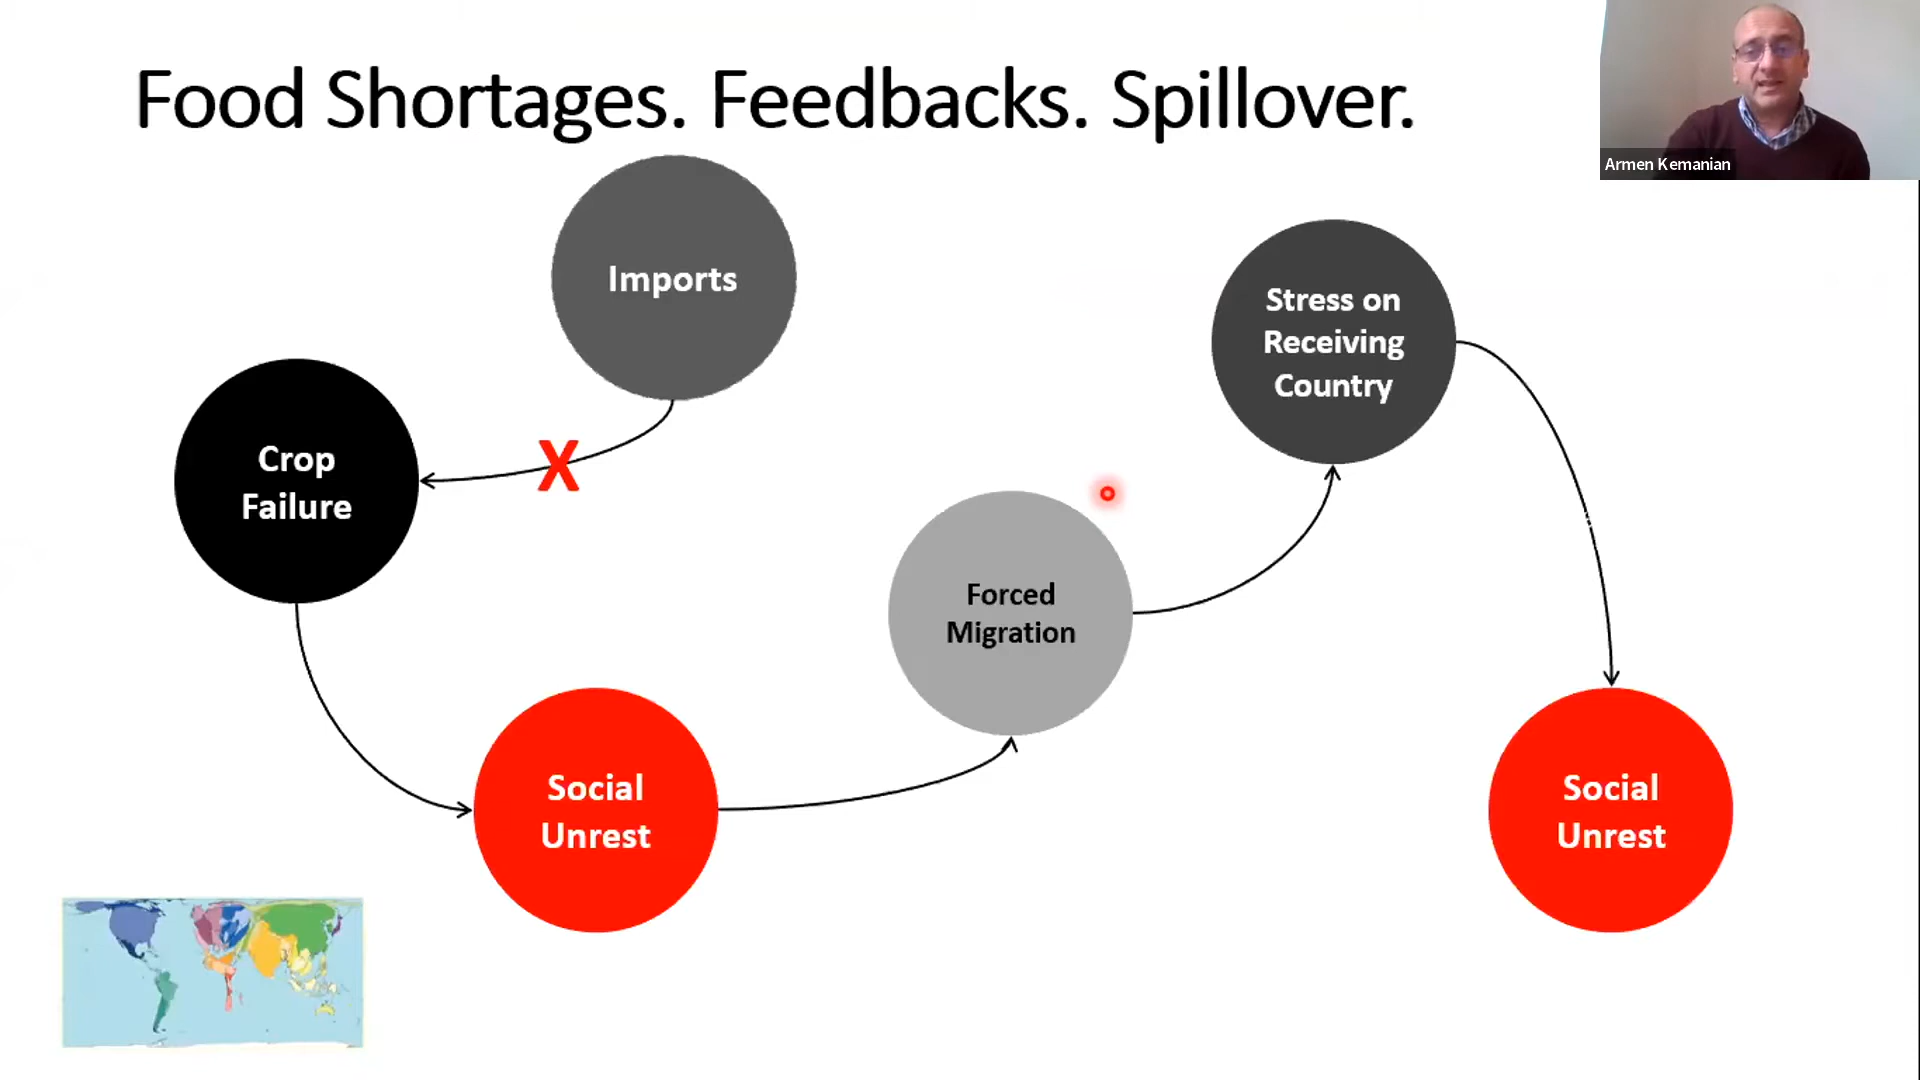 Food Shortages. Feedbacks. Spillover.
Armen Kemanian
Imports
Stress on
Receiving
Country
Crop
Failure
X
Forced
Migration
Social
Unrest
Social
Unrest